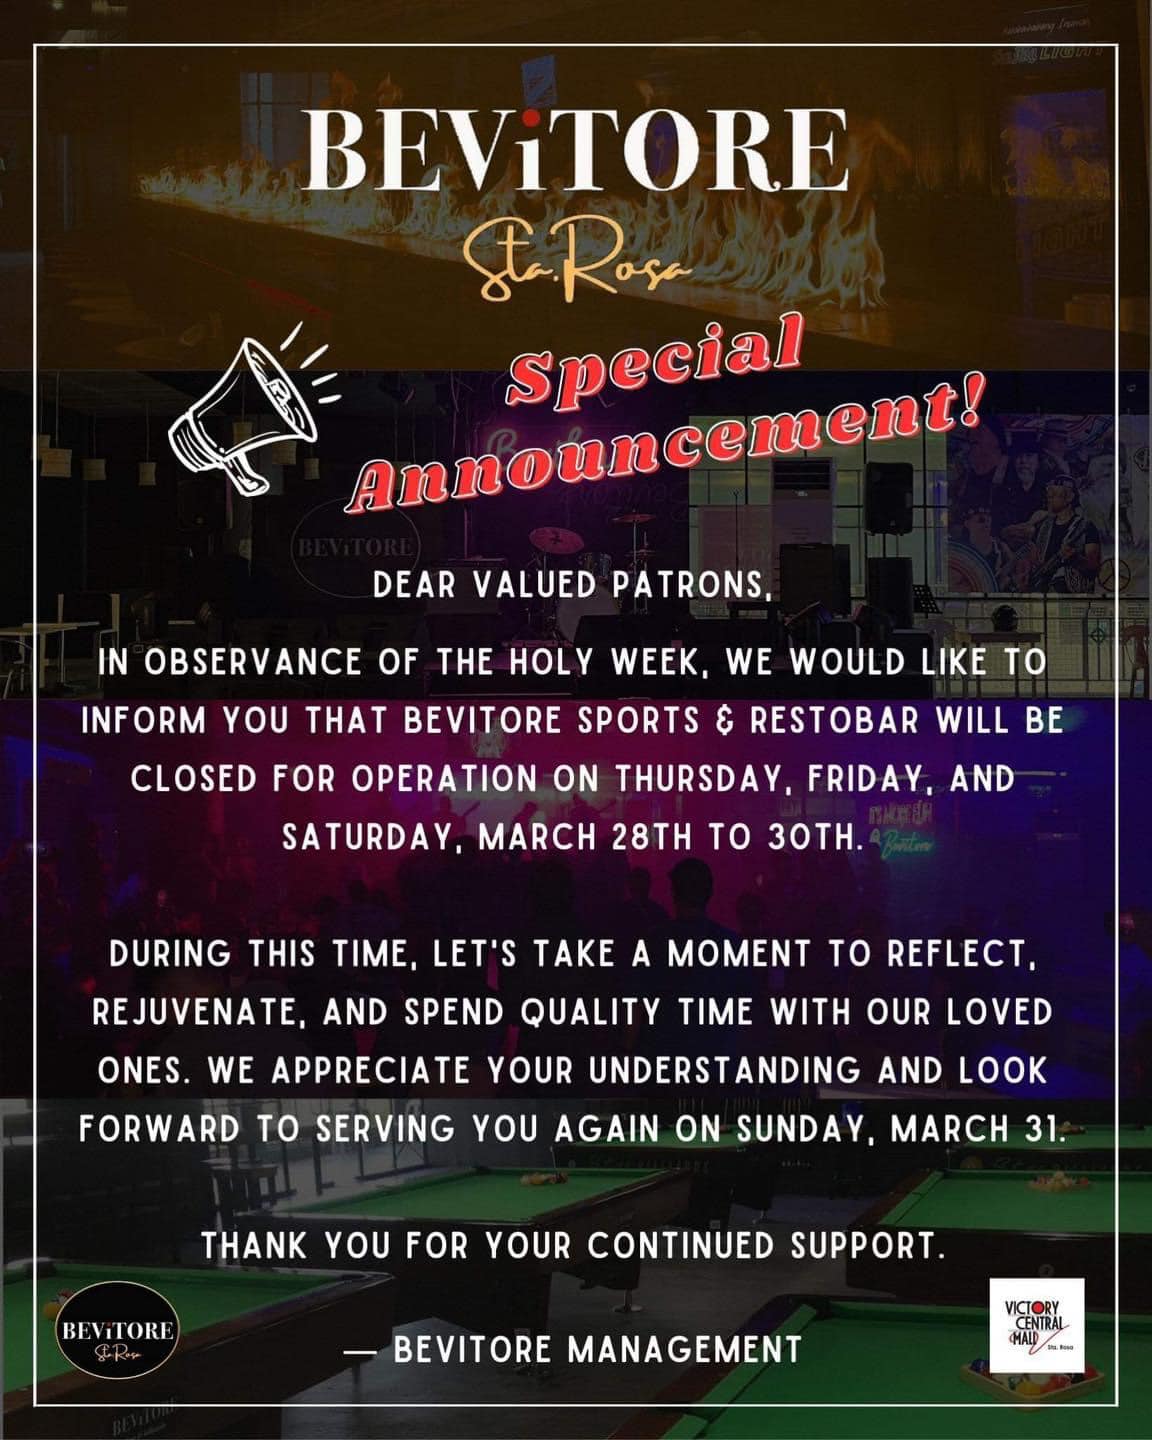 BEViTORE
Sta.Rosa
Special
Announcement!
BEViTORE
DEAR VALUED PATRONS,
IN OBSERVANCE OF THE HOLY WEEK, WE WOULD LIKE TO
INFORM YOU THAT BEVITORE SPORTS & RESTOBAR WILL BE
CLOSED FOR OPERATION ON THURSDAY, FRIDAY, AND
SATURDAY, MARCH 28TH TO 30TH.
DURING THIS TIME, LET'S TAKE A MOMENT TO REFLECT,
REJUVENATE, AND SPEND QUALITY TIME WITH OUR LOVED
ONES. WE APPRECIATE YOUR UNDERSTANDING AND LOOK
FORWARD TO SERVING YOU AGAIN ON SUNDAY, MARCH 31.
THANK YOU FOR YOUR CONTINUED SUPPORT.
— BEVITORE MANAGEMENT
BEViTORE
Sta.Rosa
VICTORY
CENTRAL
MALL
Sta. Rosa
BEViTORE